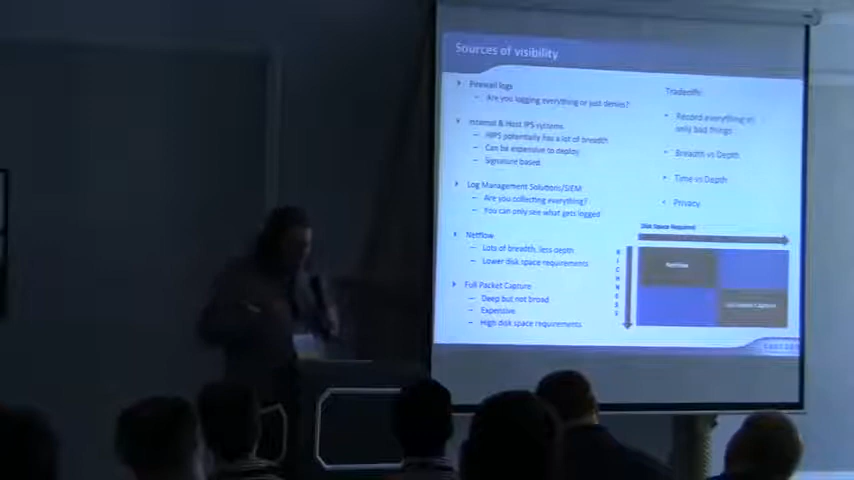 Sources of visibility
Firewall logs
– Are you logging everything or just denies?
Internal & Host IPS systems
– HIPS potentially has a lot of breadth
– Can be expensive to deploy
– Signature based
Log Management Solutions/SIEM
– Are you collecting everything?
– You can only see what gets logged
Netflow
– Lots of breadth, less depth
– Lower disk space requirements
Full Packet Capture
– Deep but not broad
– Expensive
– High disk space requirements
Tradeoffs:
• Record everything vs
only bad things
• Breadth vs Depth
• Time vs Depth
• Privacy
Disk Space Required
RICHNESS
Netflow
Full Packet Capture